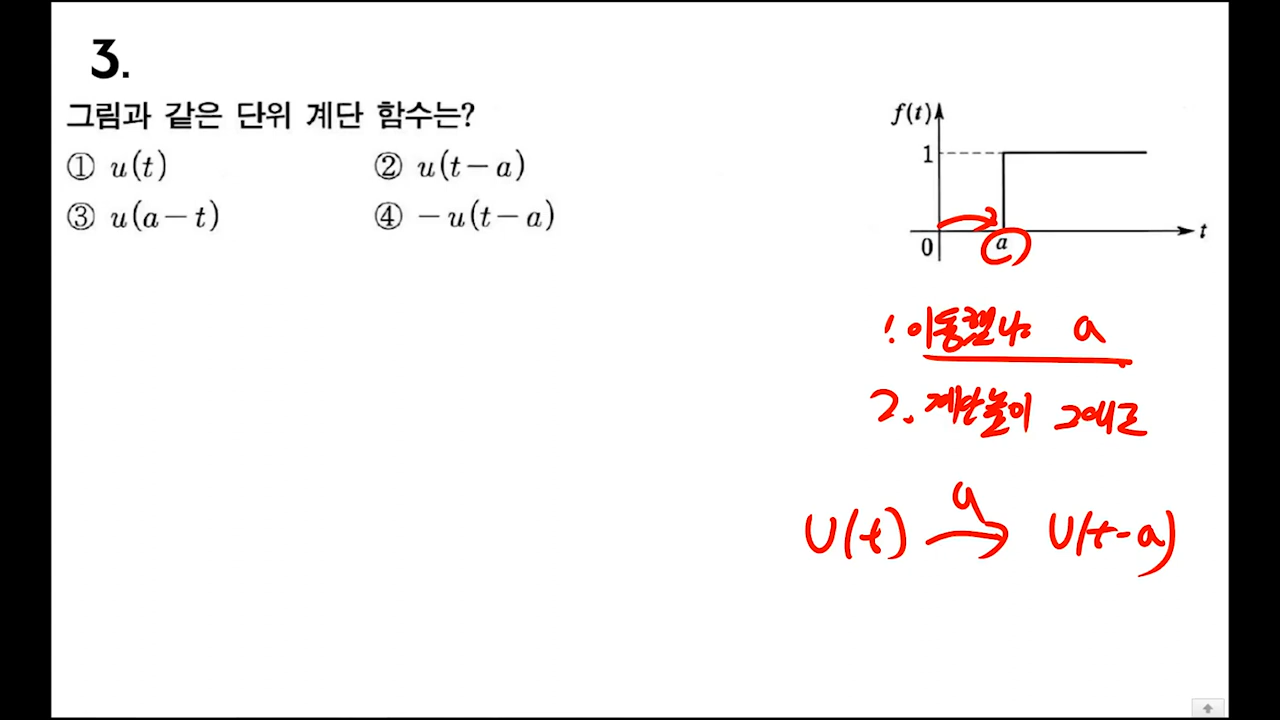 3.
그림과 같은 단위 계단 함수는?
① u(t) ② u(t-a)
③ u(a-t) ④ -u(t-a)
f(t)
1
0 a t
1. 이동했나? a
2. 계단높이 그대로
a
U(t) → U(t-a)